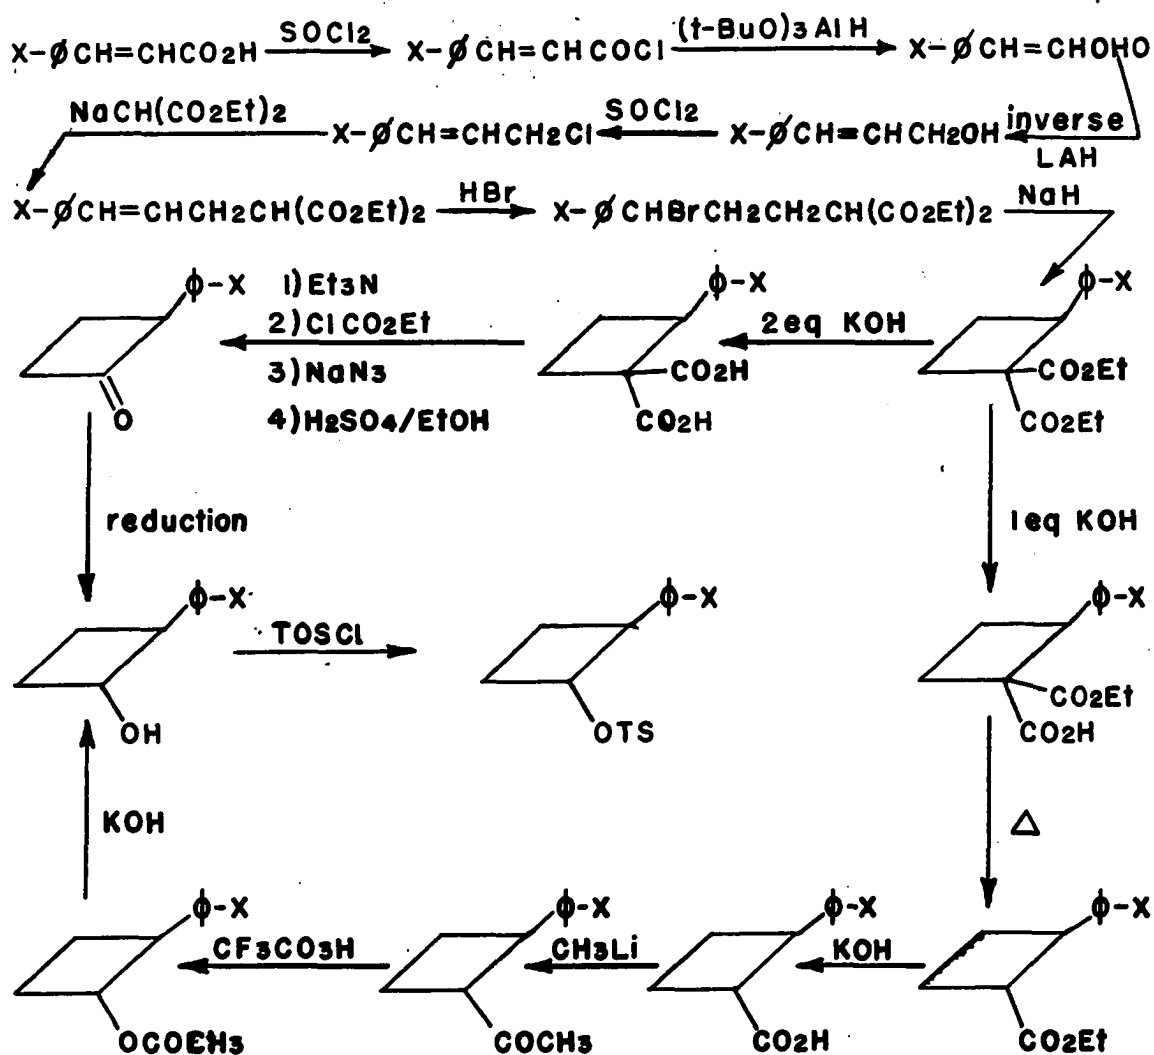 X-ØCH=CHCO2H SOCl2 X-ØCH=CHCOCl (t-BuO)3AlH X-ØCH=CHOHO
NaCH(CO2Et)2 X-ØCH=CHCH2Cl SOCl2 X-ØCH=CHCH2OH inverse
LAH
X-ØCH=CHCH2CH(CO2Et)2 HBr X-ØCHBrCH2CH2CH(CO2Et)2 NaH
Φ-X 1)Et3N Φ-X Φ-X
2)ClCO2Et 2eq KOH
3)NaN3 CO2H CO2Et
O 4)H2SO4/EtOH CO2H CO2Et
reduction 1eq KOH
Φ-X Φ-X Φ-X
TOSCl
CO2Et
OH OTS CO2H
KOH Δ
Φ-X Φ-X Φ-X Φ-X
CF3CO3H CH3Li KOH
OCOEH3 COCH3 CO2H CO2Et